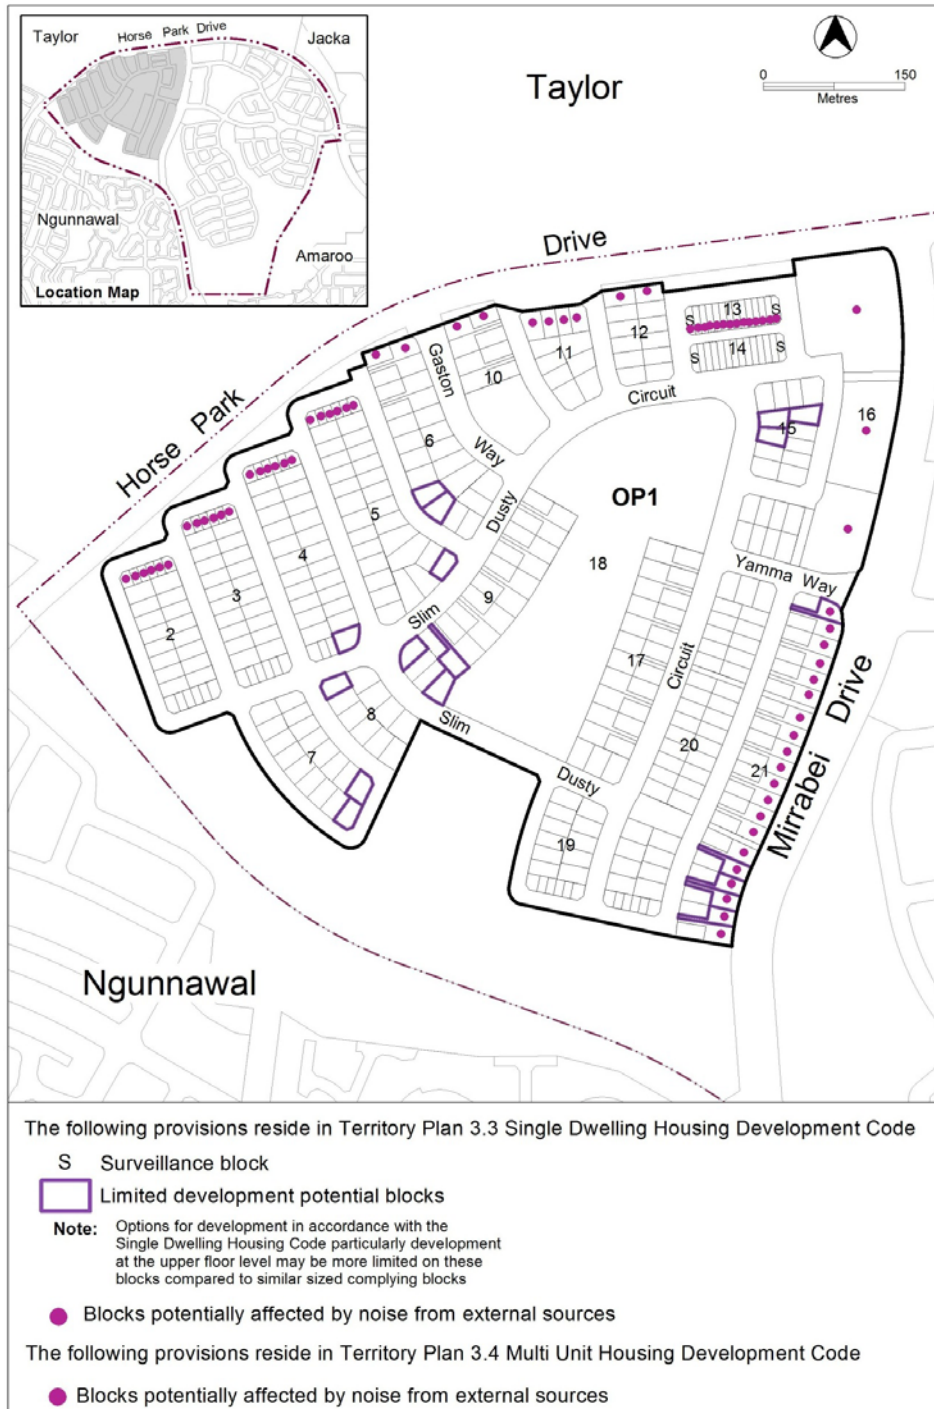 Taylor
Horse Park Drive
Jacka
Ngunnawal
Amaroo
Location Map
0 150
Metres
Taylor
Horse Park Drive
13
S S
12
11
14
S S
10
Gaston Way
Circuit
16
15
6
OP1
Dusty
5
18
4
Yamma Way
9
3
Slim
2
17
Circuit
Mirrabei Drive
8
Slim
20
7
21
Dusty
19
Ngunnawal
The following provisions reside in Territory Plan 3.3 Single Dwelling Housing Development Code
S Surveillance block
Limited development potential blocks
Note: Options for development in accordance with the
Single Dwelling Housing Code particularly development
at the upper floor level may be more limited on these
blocks compared to similar sized complying blocks
Blocks potentially affected by noise from external sources
The following provisions reside in Territory Plan 3.4 Multi Unit Housing Development Code
Blocks potentially affected by noise from external sources